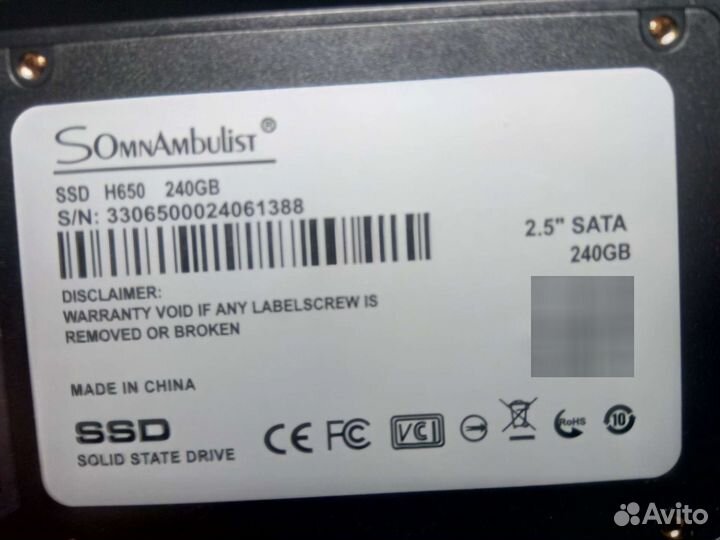 SOMNAMBULIST®
SSD H650 240GB
S/N: 3306500024061388
2.5" SATA
240GB
DISCLAIMER:
WARRANTY VOID IF ANY LABELSCREW IS
REMOVED OR BROKEN
MADE IN CHINA
SSD
SOLID STATE DRIVE
CE FC VCI RoHS 10
Avito